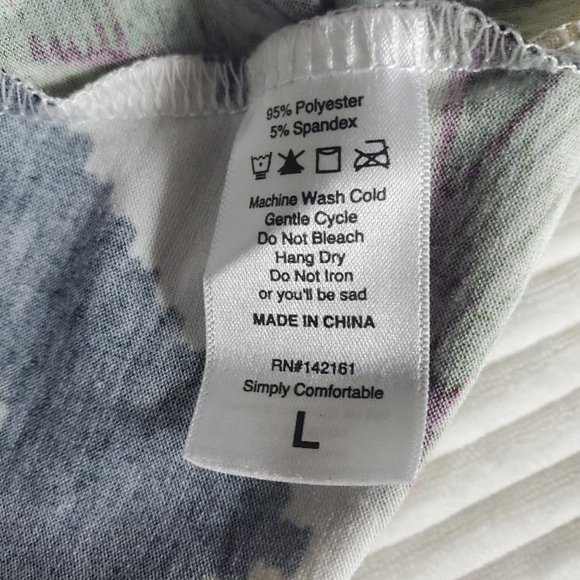 95% Polyester
5% Spandex
Machine Wash Cold
Gentle Cycle
Do Not Bleach
Hang Dry
Do Not Iron
or you'll be sad
MADE IN CHINA
RN#142161
Simply Comfortable
L